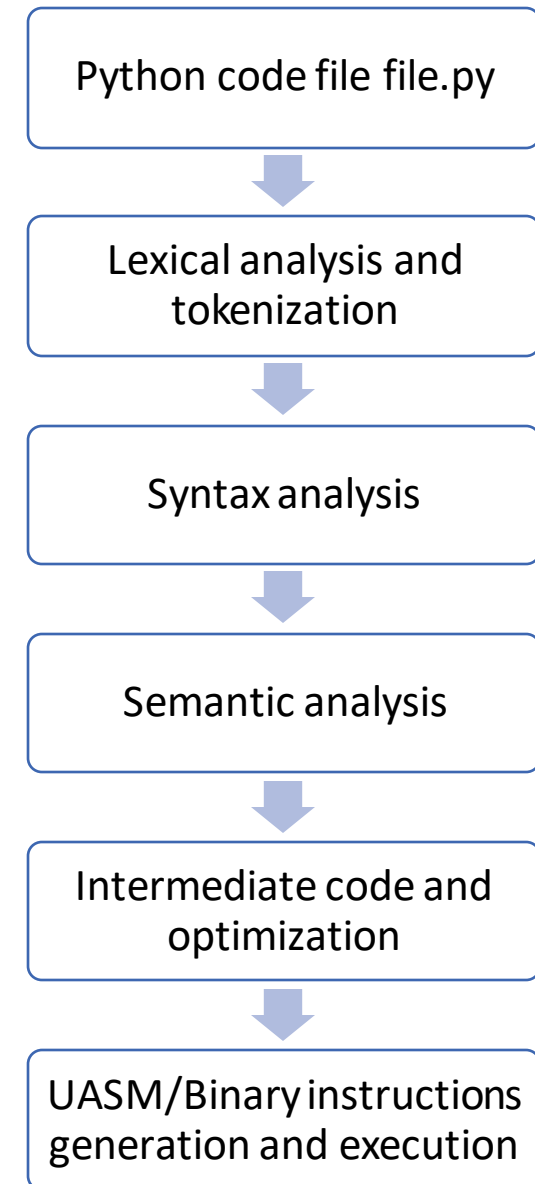 Python code file file.py
Lexical analysis and
tokenization
Syntax analysis
Semantic analysis
Intermediate code and
optimization
UASM/Binary instructions
generation and execution